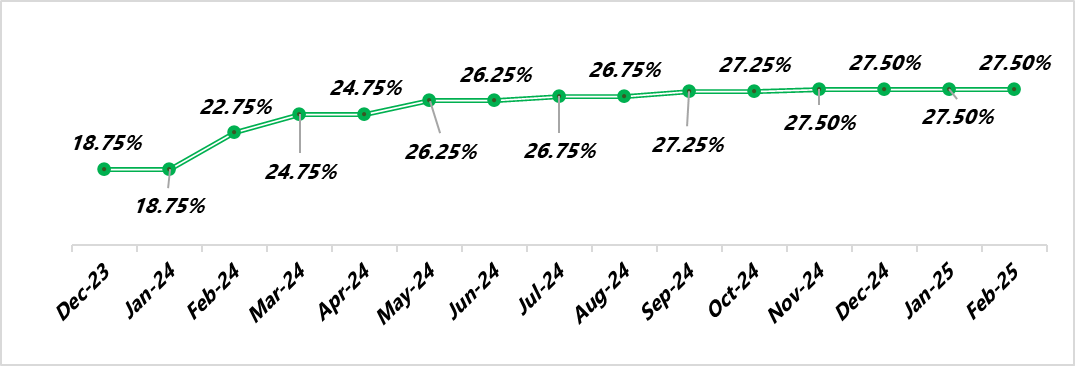 18.75%
18.75%
22.75%
24.75%
24.75%
26.25%
26.25%
26.75%
26.75%
27.25%
27.25%
27.50%
27.50%
27.50%
27.50%
Dec-23
Jan-24
Feb-24
Mar-24
Apr-24
May-24
Jun-24
Jul-24
Aug-24
Sep-24
Oct-24
Nov-24
Dec-24
Jan-25
Feb-25